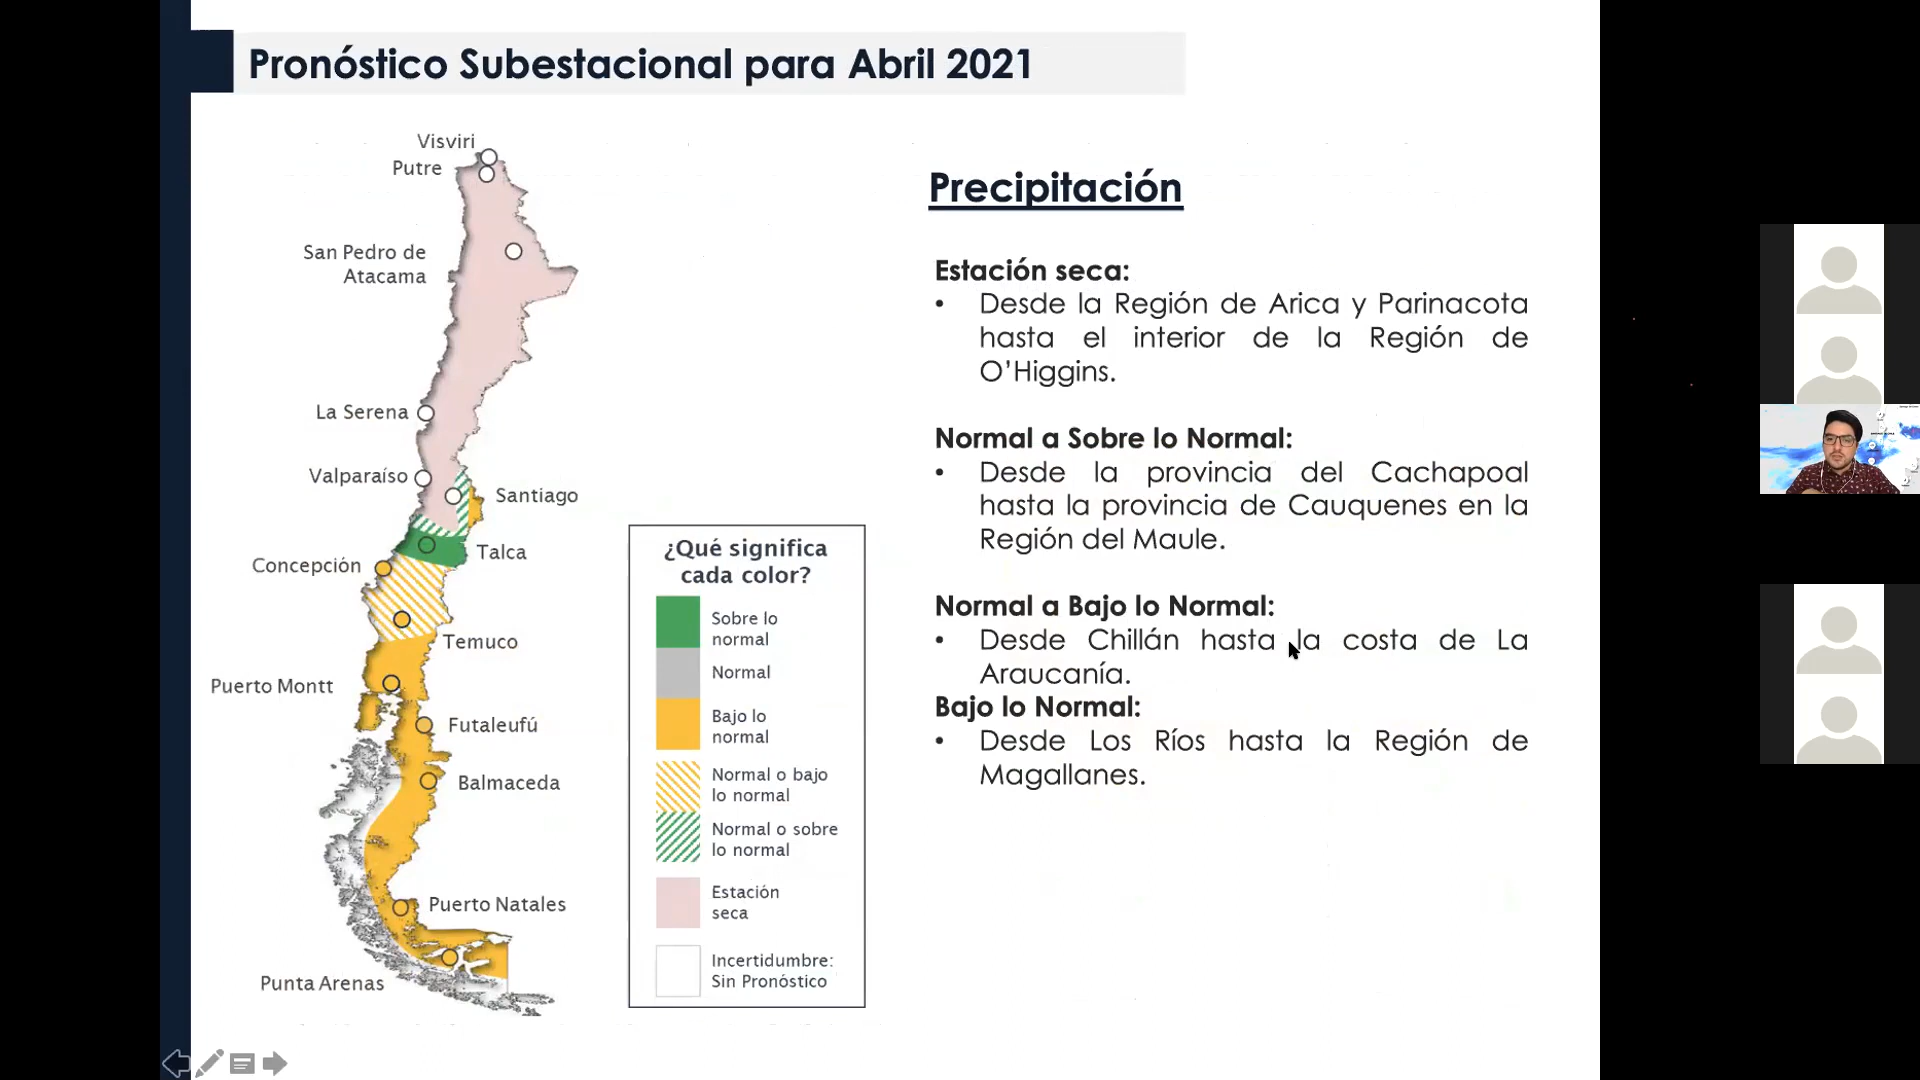 Pronóstico Subestacional para Abril 2021
Visviri
Putre
San Pedro de
Atacama
La Serena
Valparaíso
Santiago
Talca
Concepción
Temuco
Puerto Montt
Futaleufú
Balmaceda
Puerto Natales
Punta Arenas
¿Qué significa
cada color?
Sobre lo
normal
Normal
Bajo lo
normal
Normal o bajo
lo normal
Normal o sobre
lo normal
Estación
seca
Incertidumbre:
Sin Pronóstico
Precipitación
Estación seca:
• Desde la Región de Arica y Parinacota
hasta el interior de la Región de
O’Higgins.
Normal a Sobre lo Normal:
• Desde la provincia del Cachapoal
hasta la provincia de Cauquenes en la
Región del Maule.
Normal a Bajo lo Normal:
• Desde Chillán hasta la costa de La
Araucanía.
Bajo lo Normal:
• Desde Los Ríos hasta la Región de
Magallanes.